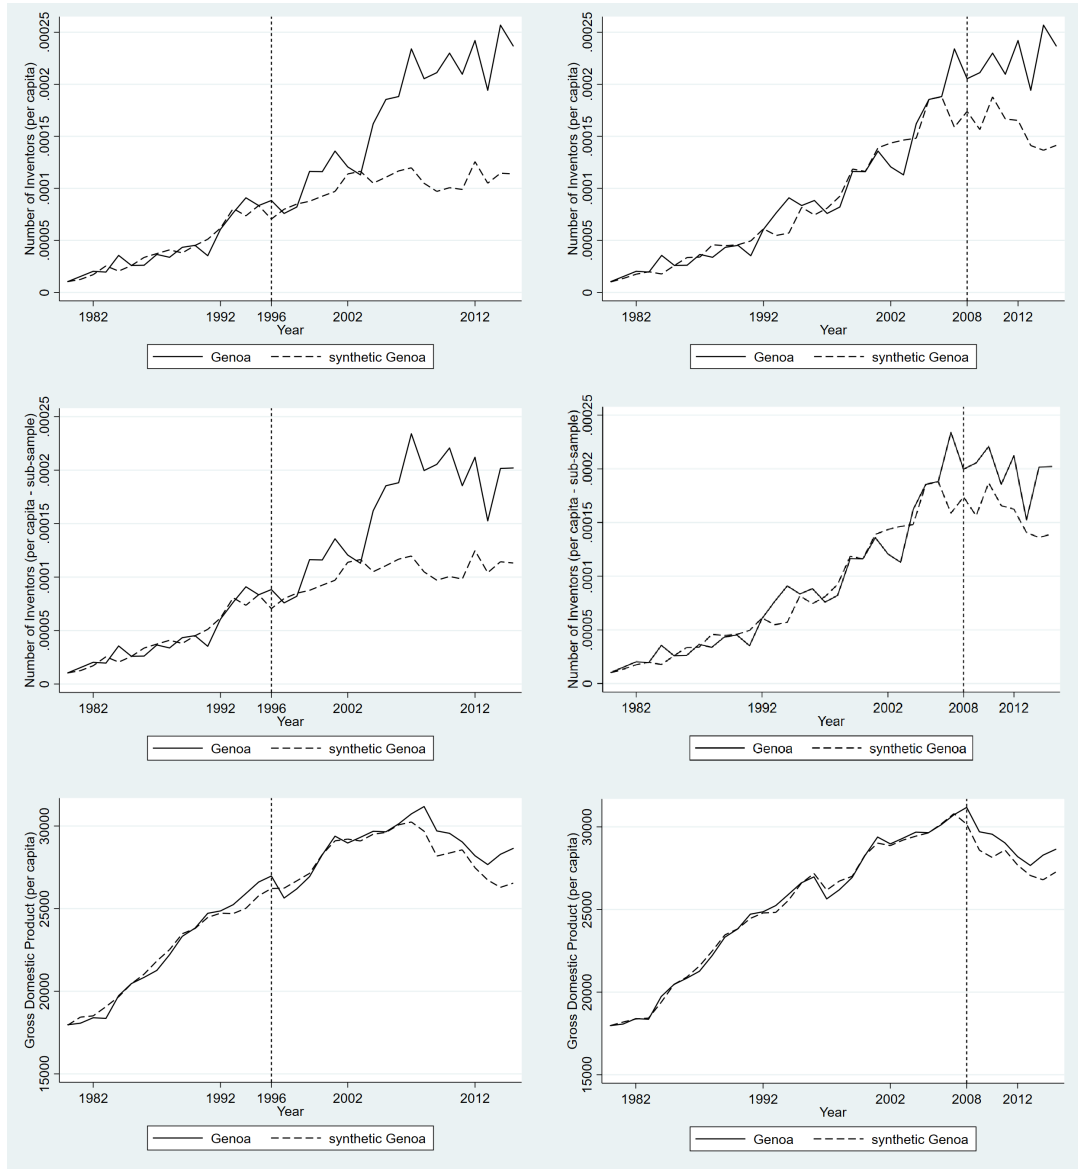 Number of Inventors (per capita)
.00025
.0002
.00015
.0001
.00005
0
1982 1992 1996 2002 2012
Year
Genoa synthetic Genoa
Number of Inventors (per capita)
.00025
.0002
.00015
.0001
.00005
0
1982 1992 2002 2008 2012
Year
Genoa synthetic Genoa
Number of Inventors (per capita - sub-sample)
.00025
.0002
.00015
.0001
.00005
0
1982 1992 1996 2002 2012
Year
Genoa synthetic Genoa
Number of Inventors (per capita - sub-sample)
.00025
.0002
.00015
.0001
.00005
0
1982 1992 2002 2008 2012
Year
Genoa synthetic Genoa
Gross Domestic Product (per capita)
30000
25000
20000
15000
1982 1992 1996 2002 2012
Year
Genoa synthetic Genoa
Gross Domestic Product (per capita)
30000
25000
20000
15000
1982 1992 2002 2008 2012
Year
Genoa synthetic Genoa